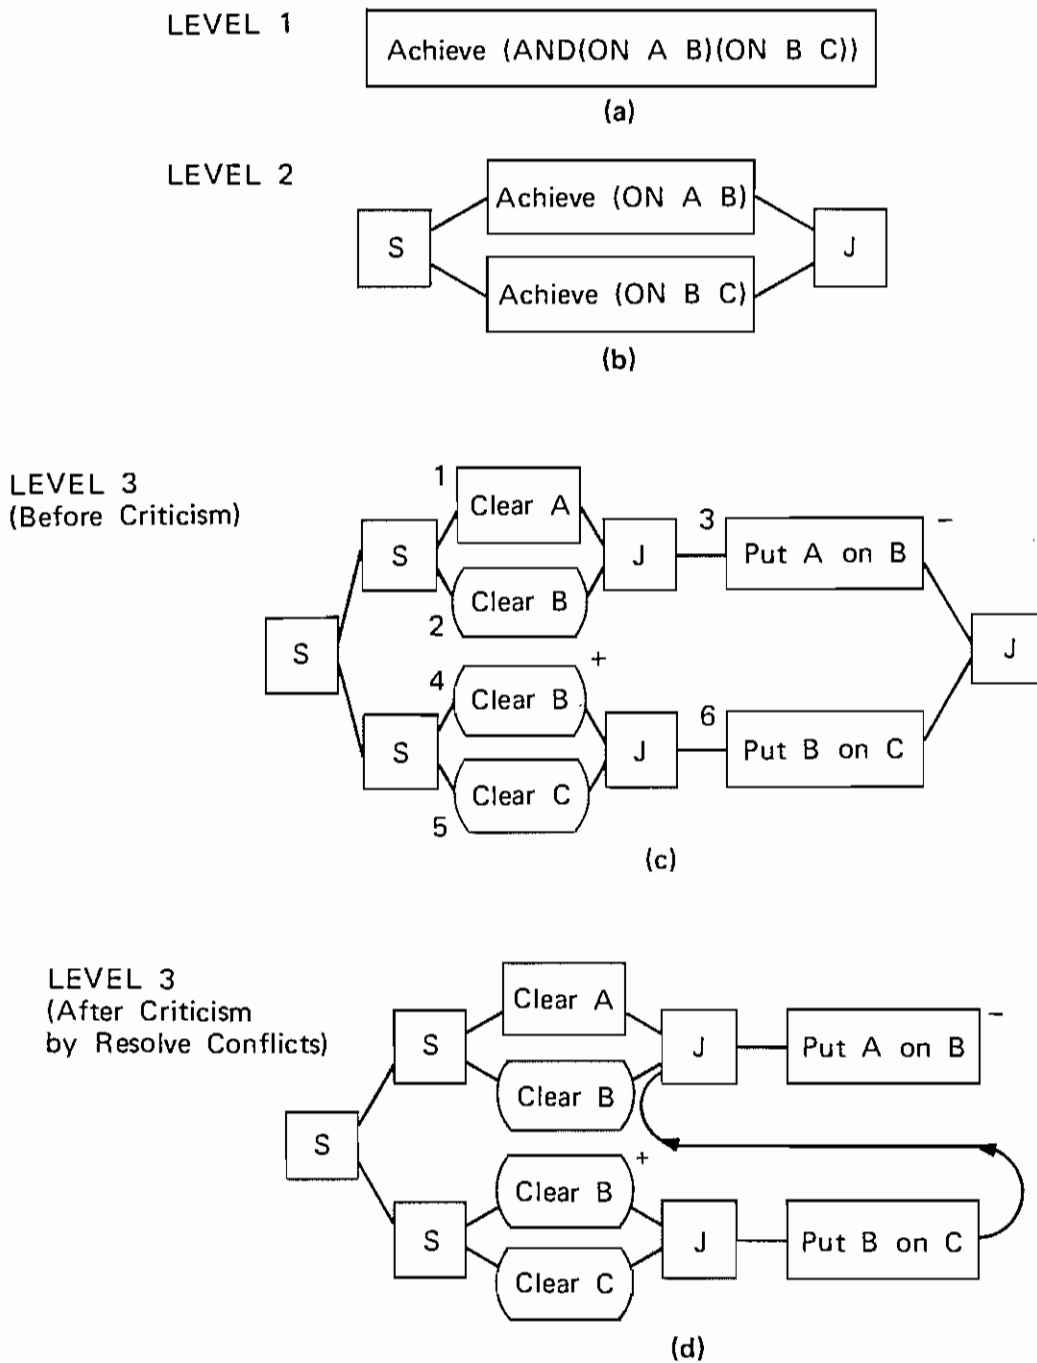 LEVEL 1
Achieve (AND(ON A B)(ON B C))
(a)
LEVEL 2
Achieve (ON A B)
S
J
Achieve (ON B C)
(b)
LEVEL 3
(Before Criticism)
1
Clear A
S
J
3
Put A on B
−
Clear B
2
S
J
+
4
Clear B
S
J
6
Put B on C
Clear C
5
(c)
LEVEL 3
(After Criticism
by Resolve Conflicts)
Clear A
S
J
Put A on B
−
Clear B
S
+
Clear B
S
J
Put B on C
Clear C
(d)